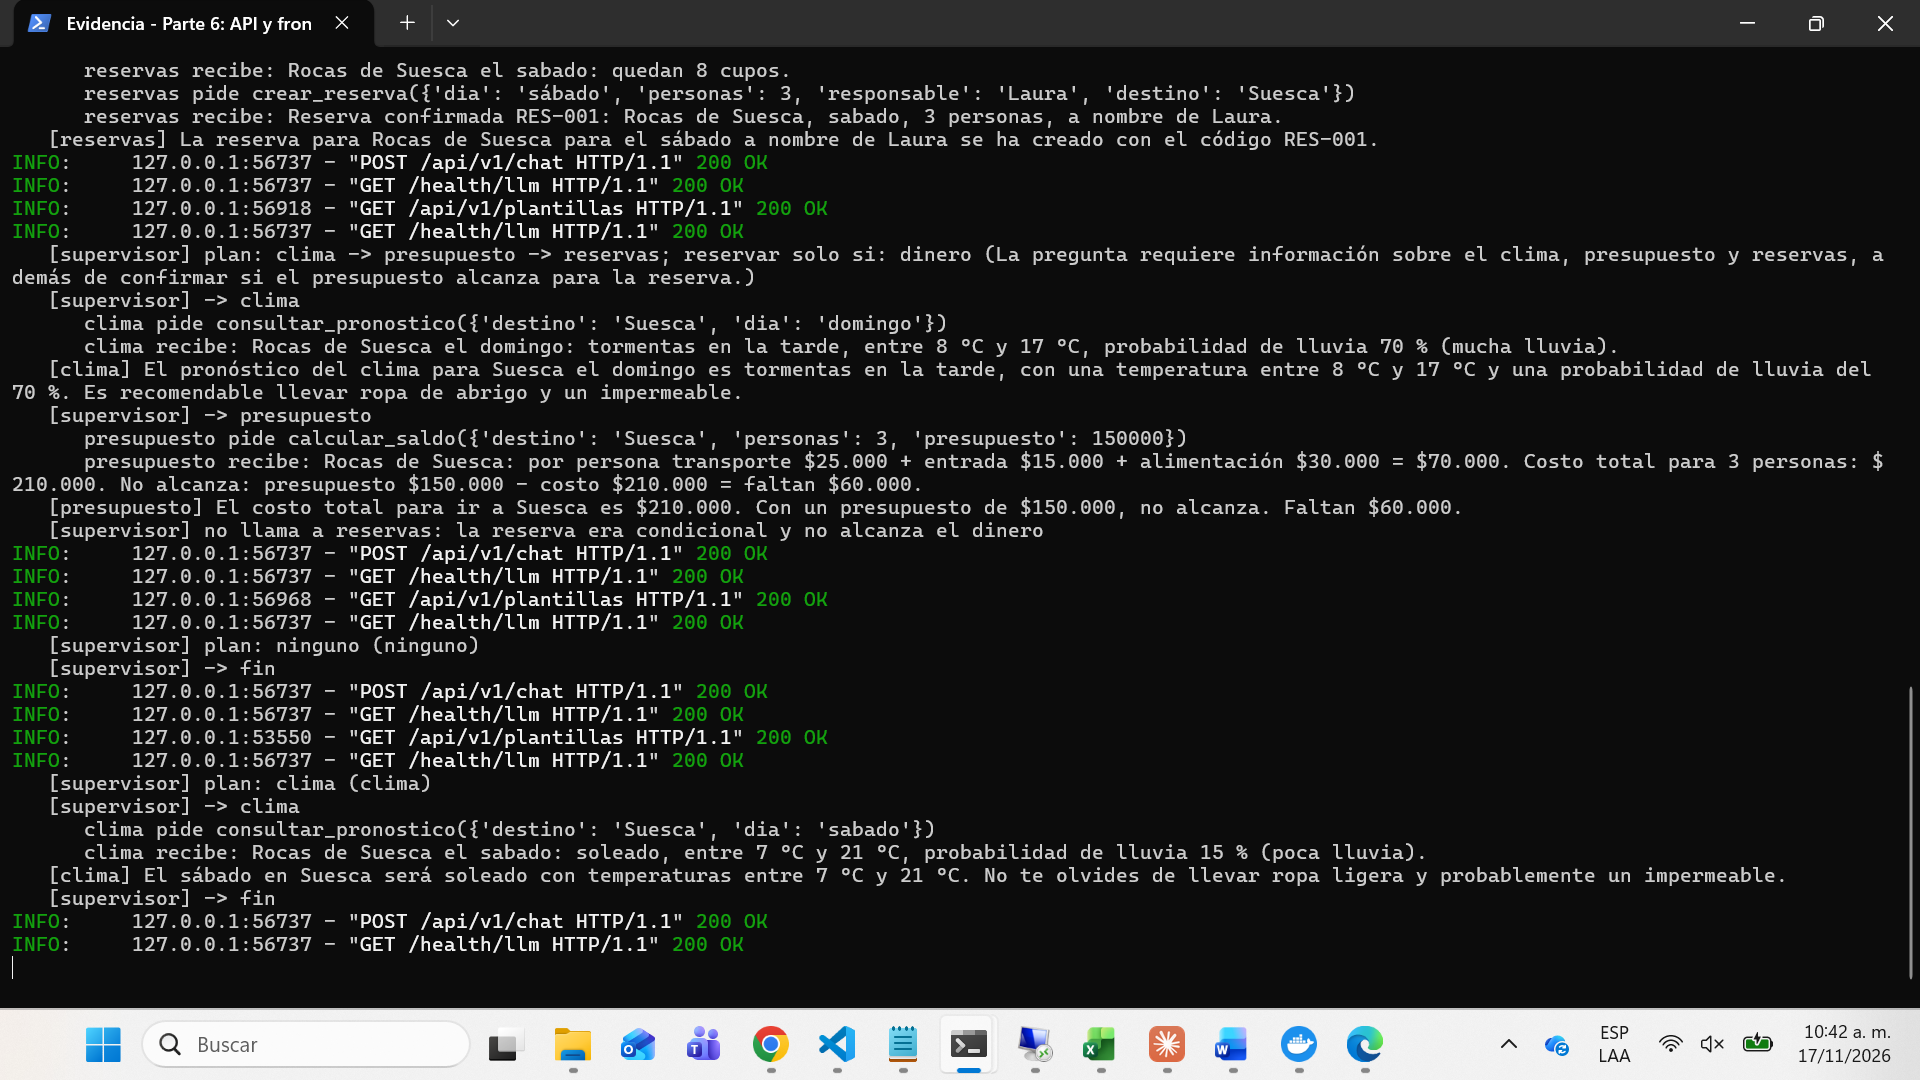 Evidencia - Parte 6: API y fron
reservas recibe: Rocas de Suesca el sabado: quedan 8 cupos.
reservas pide crear_reserva({'dia': 'sábado', 'personas': 3, 'responsable': 'Laura', 'destino': 'Suesca'})
reservas recibe: Reserva confirmada RES-001: Rocas de Suesca, sabado, 3 personas, a nombre de Laura.
[reservas] La reserva para Rocas de Suesca para el sábado a nombre de Laura se ha creado con el código RES-001.
INFO:     127.0.0.1:56737 - "POST /api/v1/chat HTTP/1.1" 200 OK
INFO:     127.0.0.1:56737 - "GET /health/llm HTTP/1.1" 200 OK
INFO:     127.0.0.1:56918 - "GET /api/v1/plantillas HTTP/1.1" 200 OK
INFO:     127.0.0.1:56737 - "GET /health/llm HTTP/1.1" 200 OK
[supervisor] plan: clima -> presupuesto -> reservas; reservar solo si: dinero (La pregunta requiere información sobre el clima, presupuesto y reservas, a
demás de confirmar si el presupuesto alcanza para la reserva.)
[supervisor] -> clima
clima pide consultar_pronostico({'destino': 'Suesca', 'dia': 'domingo'})
clima recibe: Rocas de Suesca el domingo: tormentas en la tarde, entre 8 °C y 17 °C, probabilidad de lluvia 70 % (mucha lluvia).
[clima] El pronóstico del clima para Suesca el domingo es tormentas en la tarde, con una temperatura entre 8 °C y 17 °C y una probabilidad de lluvia del
70 %. Es recomendable llevar ropa de abrigo y un impermeable.
[supervisor] -> presupuesto
presupuesto pide calcular_saldo({'destino': 'Suesca', 'personas': 3, 'presupuesto': 150000})
presupuesto recibe: Rocas de Suesca: por persona transporte $25.000 + entrada $15.000 + alimentación $30.000 = $70.000. Costo total para 3 personas: $
210.000. No alcanza: presupuesto $150.000 - costo $210.000 = faltan $60.000.
[presupuesto] El costo total para ir a Suesca es $210.000. Con un presupuesto de $150.000, no alcanza. Faltan $60.000.
[supervisor] no llama a reservas: la reserva era condicional y no alcanza el dinero
INFO:     127.0.0.1:56737 - "POST /api/v1/chat HTTP/1.1" 200 OK
INFO:     127.0.0.1:56737 - "GET /health/llm HTTP/1.1" 200 OK
INFO:     127.0.0.1:56968 - "GET /api/v1/plantillas HTTP/1.1" 200 OK
INFO:     127.0.0.1:56737 - "GET /health/llm HTTP/1.1" 200 OK
[supervisor] plan: ninguno (ninguno)
[supervisor] -> fin
INFO:     127.0.0.1:56737 - "POST /api/v1/chat HTTP/1.1" 200 OK
INFO:     127.0.0.1:56737 - "GET /health/llm HTTP/1.1" 200 OK
INFO:     127.0.0.1:53550 - "GET /api/v1/plantillas HTTP/1.1" 200 OK
INFO:     127.0.0.1:56737 - "GET /health/llm HTTP/1.1" 200 OK
[supervisor] plan: clima (clima)
[supervisor] -> clima
clima pide consultar_pronostico({'destino': 'Suesca', 'dia': 'sabado'})
clima recibe: Rocas de Suesca el sabado: soleado, entre 7 °C y 21 °C, probabilidad de lluvia 15 % (poca lluvia).
[clima] El sábado en Suesca será soleado con temperaturas entre 7 °C y 21 °C. No te olvides de llevar ropa ligera y probablemente un impermeable.
[supervisor] -> fin
INFO:     127.0.0.1:56737 - "POST /api/v1/chat HTTP/1.1" 200 OK
INFO:     127.0.0.1:56737 - "GET /health/llm HTTP/1.1" 200 OK
Buscar
ESP
LAA
10:42 a. m.
17/11/2026